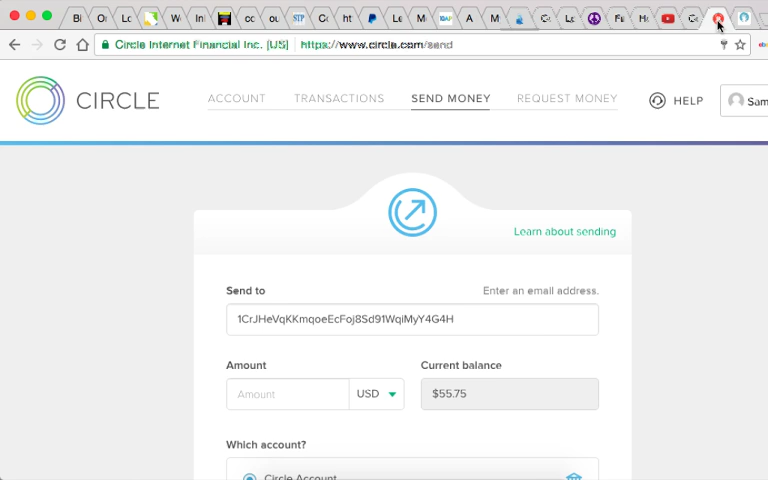 Circle Internet Financial Inc. [US] https://www.circle.com/send
CIRCLE
ACCOUNT TRANSACTIONS SEND MONEY REQUEST MONEY HELP Sam
Learn about sending
Send to Enter an email address.
1CrJHeVqKKmqoeEcFoj8Sd91WqiMyY4G4H
Amount Current balance
Amount USD $55.75
Which account?
Circle Account